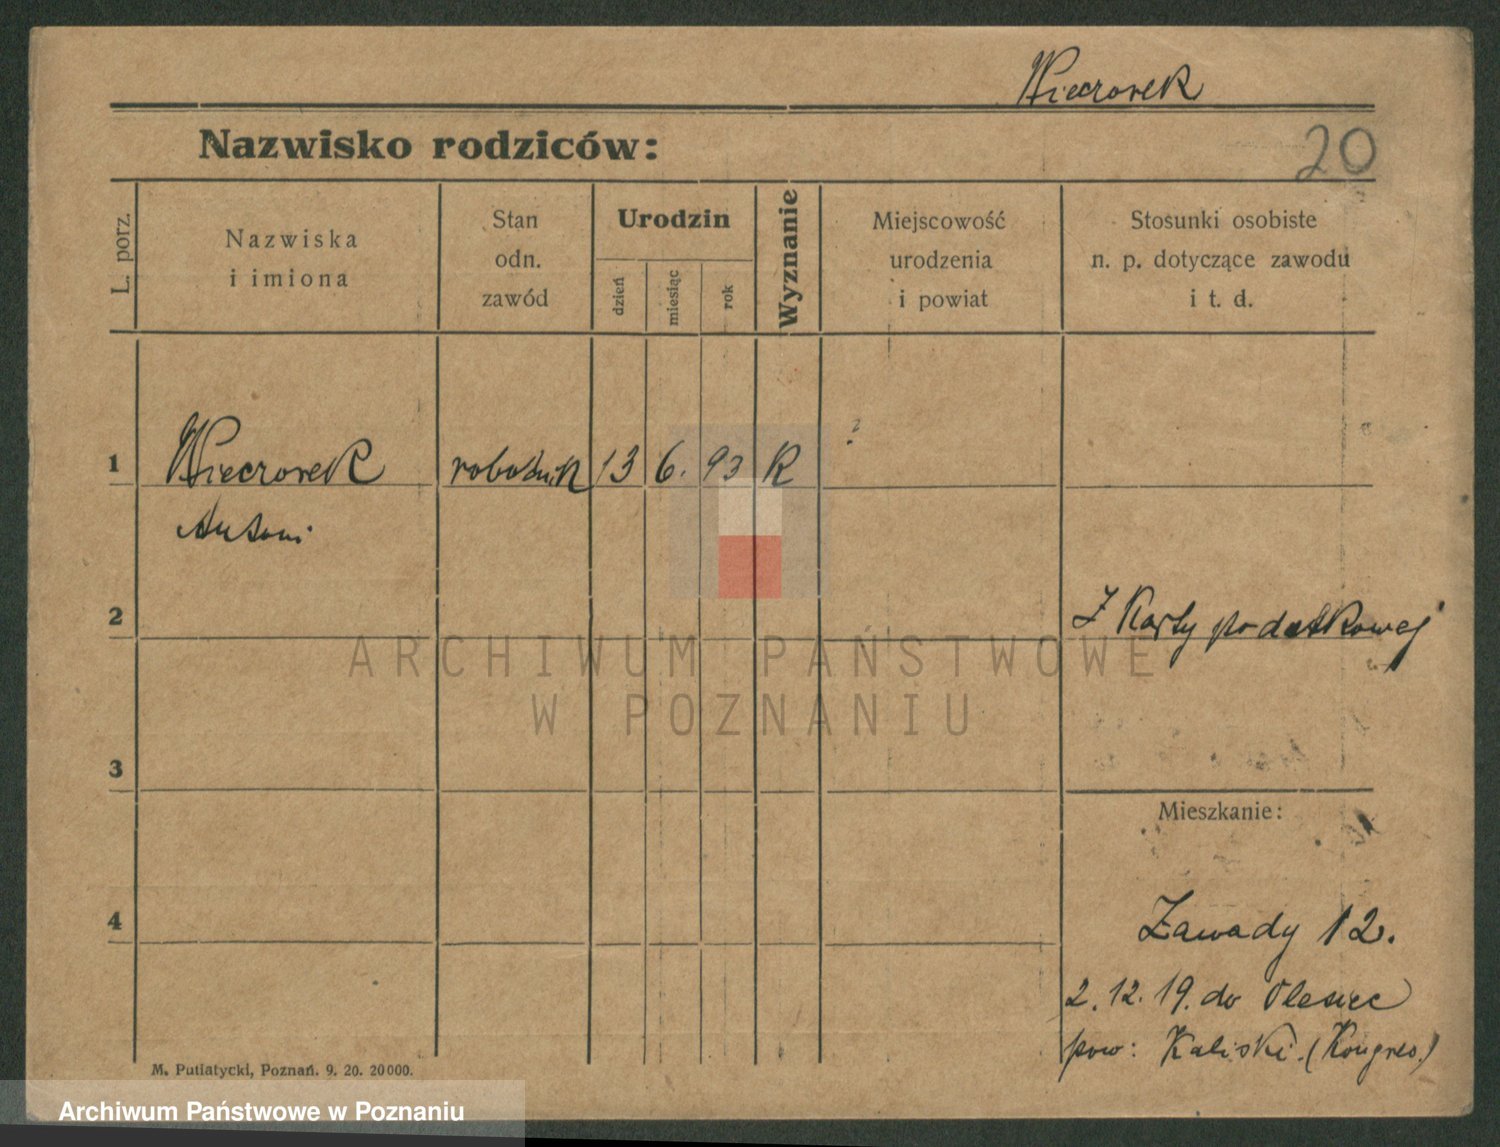 Wieczorek
Nazwisko rodziców:
20
L. porz.
Nazwiska
i imiona
Stan
odn.
zawód
Urodzin
dzień
miesiąc
rok
Wyznanie
Miejscowość
urodzenia
i powiat
Stosunki osobiste
n. p. dotyczące zawodu
i t. d.
1
Wieczorek
robotnik
13
6.
93
K
?
Antoni
2
Z Karty podatkowej
ARCHIWUM PAŃSTWOWE
W POZNANIU
3
Mieszkanie:
4
Zawady 12.
2. 12. 19. do
pow: Kaliski. (Kongres.)
M. Putiatycki, Poznań. 9. 20. 20000.
Archiwum Państwowe w Poznaniu